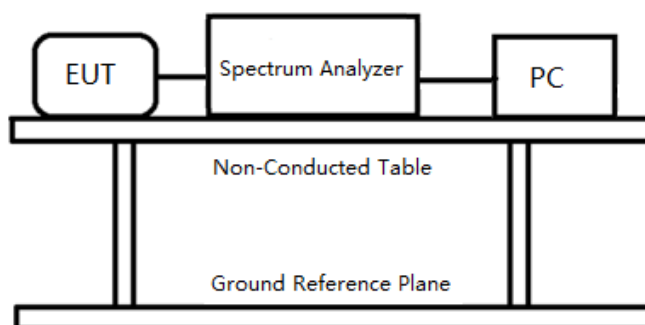 EUT
Spectrum Analyzer
PC
Non-Conducted Table
Ground Reference Plane